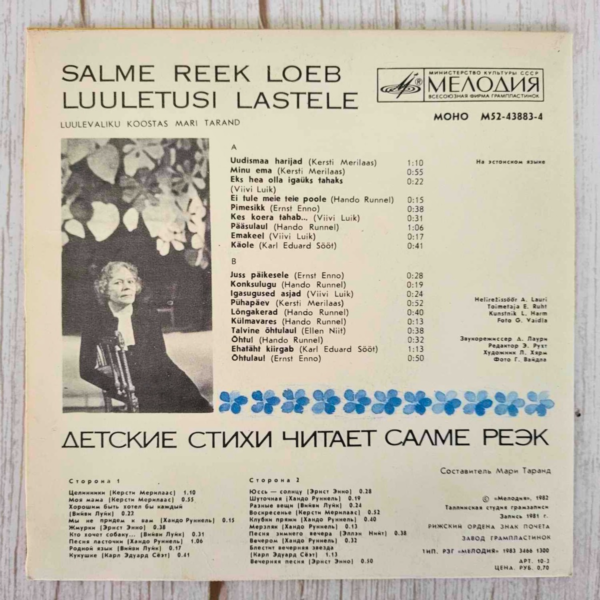 SALME REEK LOEB
LUULETUSI LASTELE
LUULEVALIKU KOOSTAS MARI TARAND
МИНИСТЕРСТВО КУЛЬТУРЫ СССР
МЕЛОДИЯ
ВСЕСОЮЗНАЯ ФИРМА ГРАМПЛАСТИНОК
МОНО M52-43883-4
На эстонском языке
A
Uudismaa harijad (Kersti Merilaas) 1:10
Minu ema (Kersti Merilaas) 0:55
Eks hea olla igaüks tahaks 0:22
(Viivi Luik)
Ei tule meie teie poole (Hando Runnel) 0:15
Pimesikk (Ernst Enno) 0:38
Kes koera tahab... (Viivi Luik) 0:31
Pääsulaul (Hando Runnel) 1:06
Emakeel (Viivi Luik) 0:17
Käole (Karl Eduard Sööt) 0:41
B
Juss päikesele (Ernst Enno) 0:28
Konksulugu (Hando Runnel) 0:19
Igasugused asjad (Viivi Luik) 0:24
Pühapäev (Kersti Merilaas) 0:52
Lõngakerad (Hando Runnel) 0:40
Külmavares (Hando Runnel) 0:13
Talvine õhtulaul (Ellen Niit) 0:38
Õhtul (Hando Runnel) 0:32
Ehatäht kiirgab (Karl Eduard Sööt) 1:13
Õhtulaul (Ernst Enno) 0:50
Helirežissöör A. Lauri
Toimetaja E. Ruht
Kunstnik L. Harm
Foto G. Vaidla
Звукорежиссер А. Лаури
Редактор Э. Рухт
Художник Л. Харм
Фото Г. Вайдла
ДЕТСКИЕ СТИХИ ЧИТАЕТ САЛМЕ РЕЭК
Составитель Мари Таранд
Сторона 1
Целинники (Керсти Мерилаас) 1.10
Моя мама (Керсти Мерилаас) 0.55
Хорошим быть хотел бы каждый
(Вийви Луйк) 0.22
Мы не придем к вам (Хандо Руннель) 0.15
Жмурки (Эрнст Энно) 0.38
Кто хочет собаку... (Вийви Луйк) 0.31
Песня ласточки (Хандо Руннель) 1.06
Родной язык (Вийви Луйк) 0.17
Кукушке (Карл Эдуард Сёэт) 0.41
Сторона 2
Юссь — солнцу (Эрнст Энно) 0.28
Шуточная (Хандо Руннель) 0.19
Разные вещи (Вийви Луйк) 0.24
Воскресенье (Керсти Мерилаас) 0.52
Клубки пряжи (Хандо Руннель) 0.40
Мерзляк (Хандо Руннель) 0.13
Песня зимнего вечера (Эллен Нийт) 0.38
Вечером (Хандо Руннель) 0.32
Блестит вечерняя звезда
(Карл Эдуард Сёэт) 1.13
Вечерняя песня (Эрнст Энно) 0.50
© «Мелодия», 1982
Таллинская студия грамзаписи
Запись 1981 г.
РИЖСКИЙ ОРДЕНА ЗНАК ПОЧЕТА
ЗАВОД ГРАМПЛАСТИНОК
ТИП. РЗГ «МЕЛОДИЯ» 1983 3466 1300
АРТ. 10-2
ЦЕНА. РУБ. 0,70